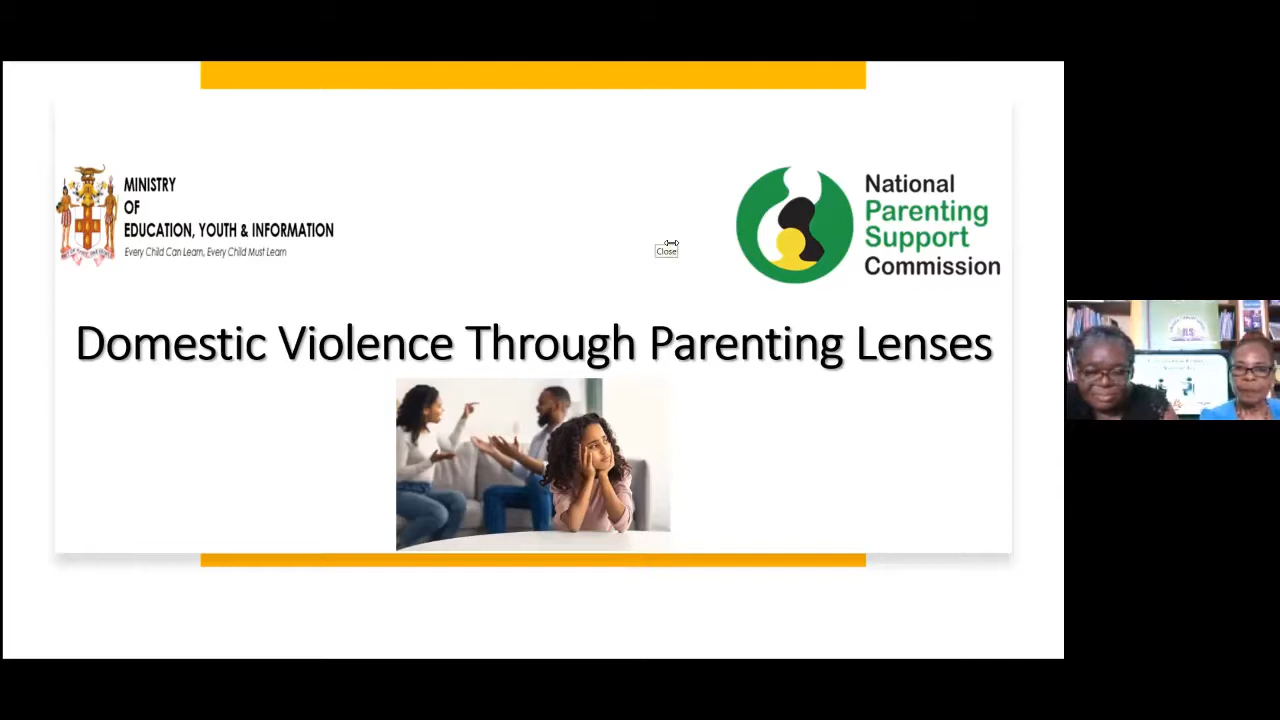 MINISTRY
OF
EDUCATION, YOUTH & INFORMATION
Every Child Can Learn, Every Child Must Learn
National
Parenting
Support
Commission
Close
Domestic Violence Through Parenting Lenses